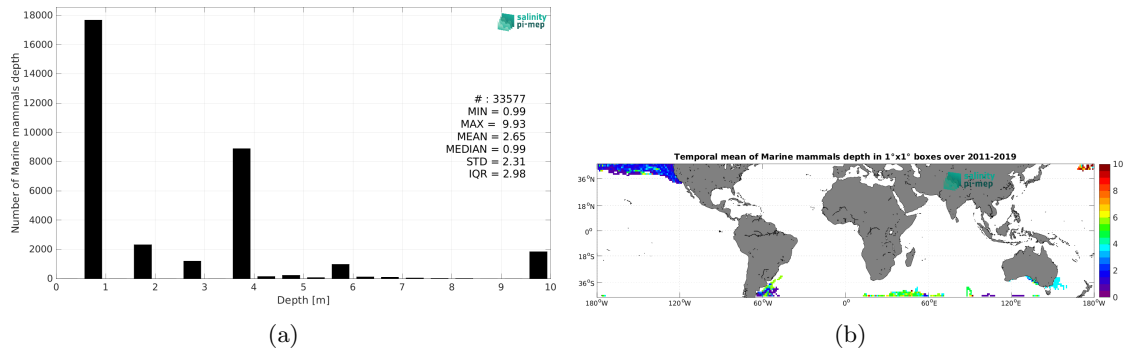 18000
16000
14000
12000
10000
8000
6000
4000
2000
0
Number of Marine mammals depth
salinity
pi-mep
# : 33577
MIN = 0.99
MAX = 9.93
MEAN = 2.65
MEDIAN = 0.99
STD = 2.31
IQR = 2.98
0 1 2 3 4 5 6 7 8 9 10
Depth [m]
(a)
Temporal mean of Marine mammals depth in 1°x1° boxes over 2011-2019
salinity
pi-mep
36°N
18°N
0°
18°S
36°S
180°W 120°W 60°W 0° 60°E 120°E 180°W
10
8
6
4
2
0
(b)